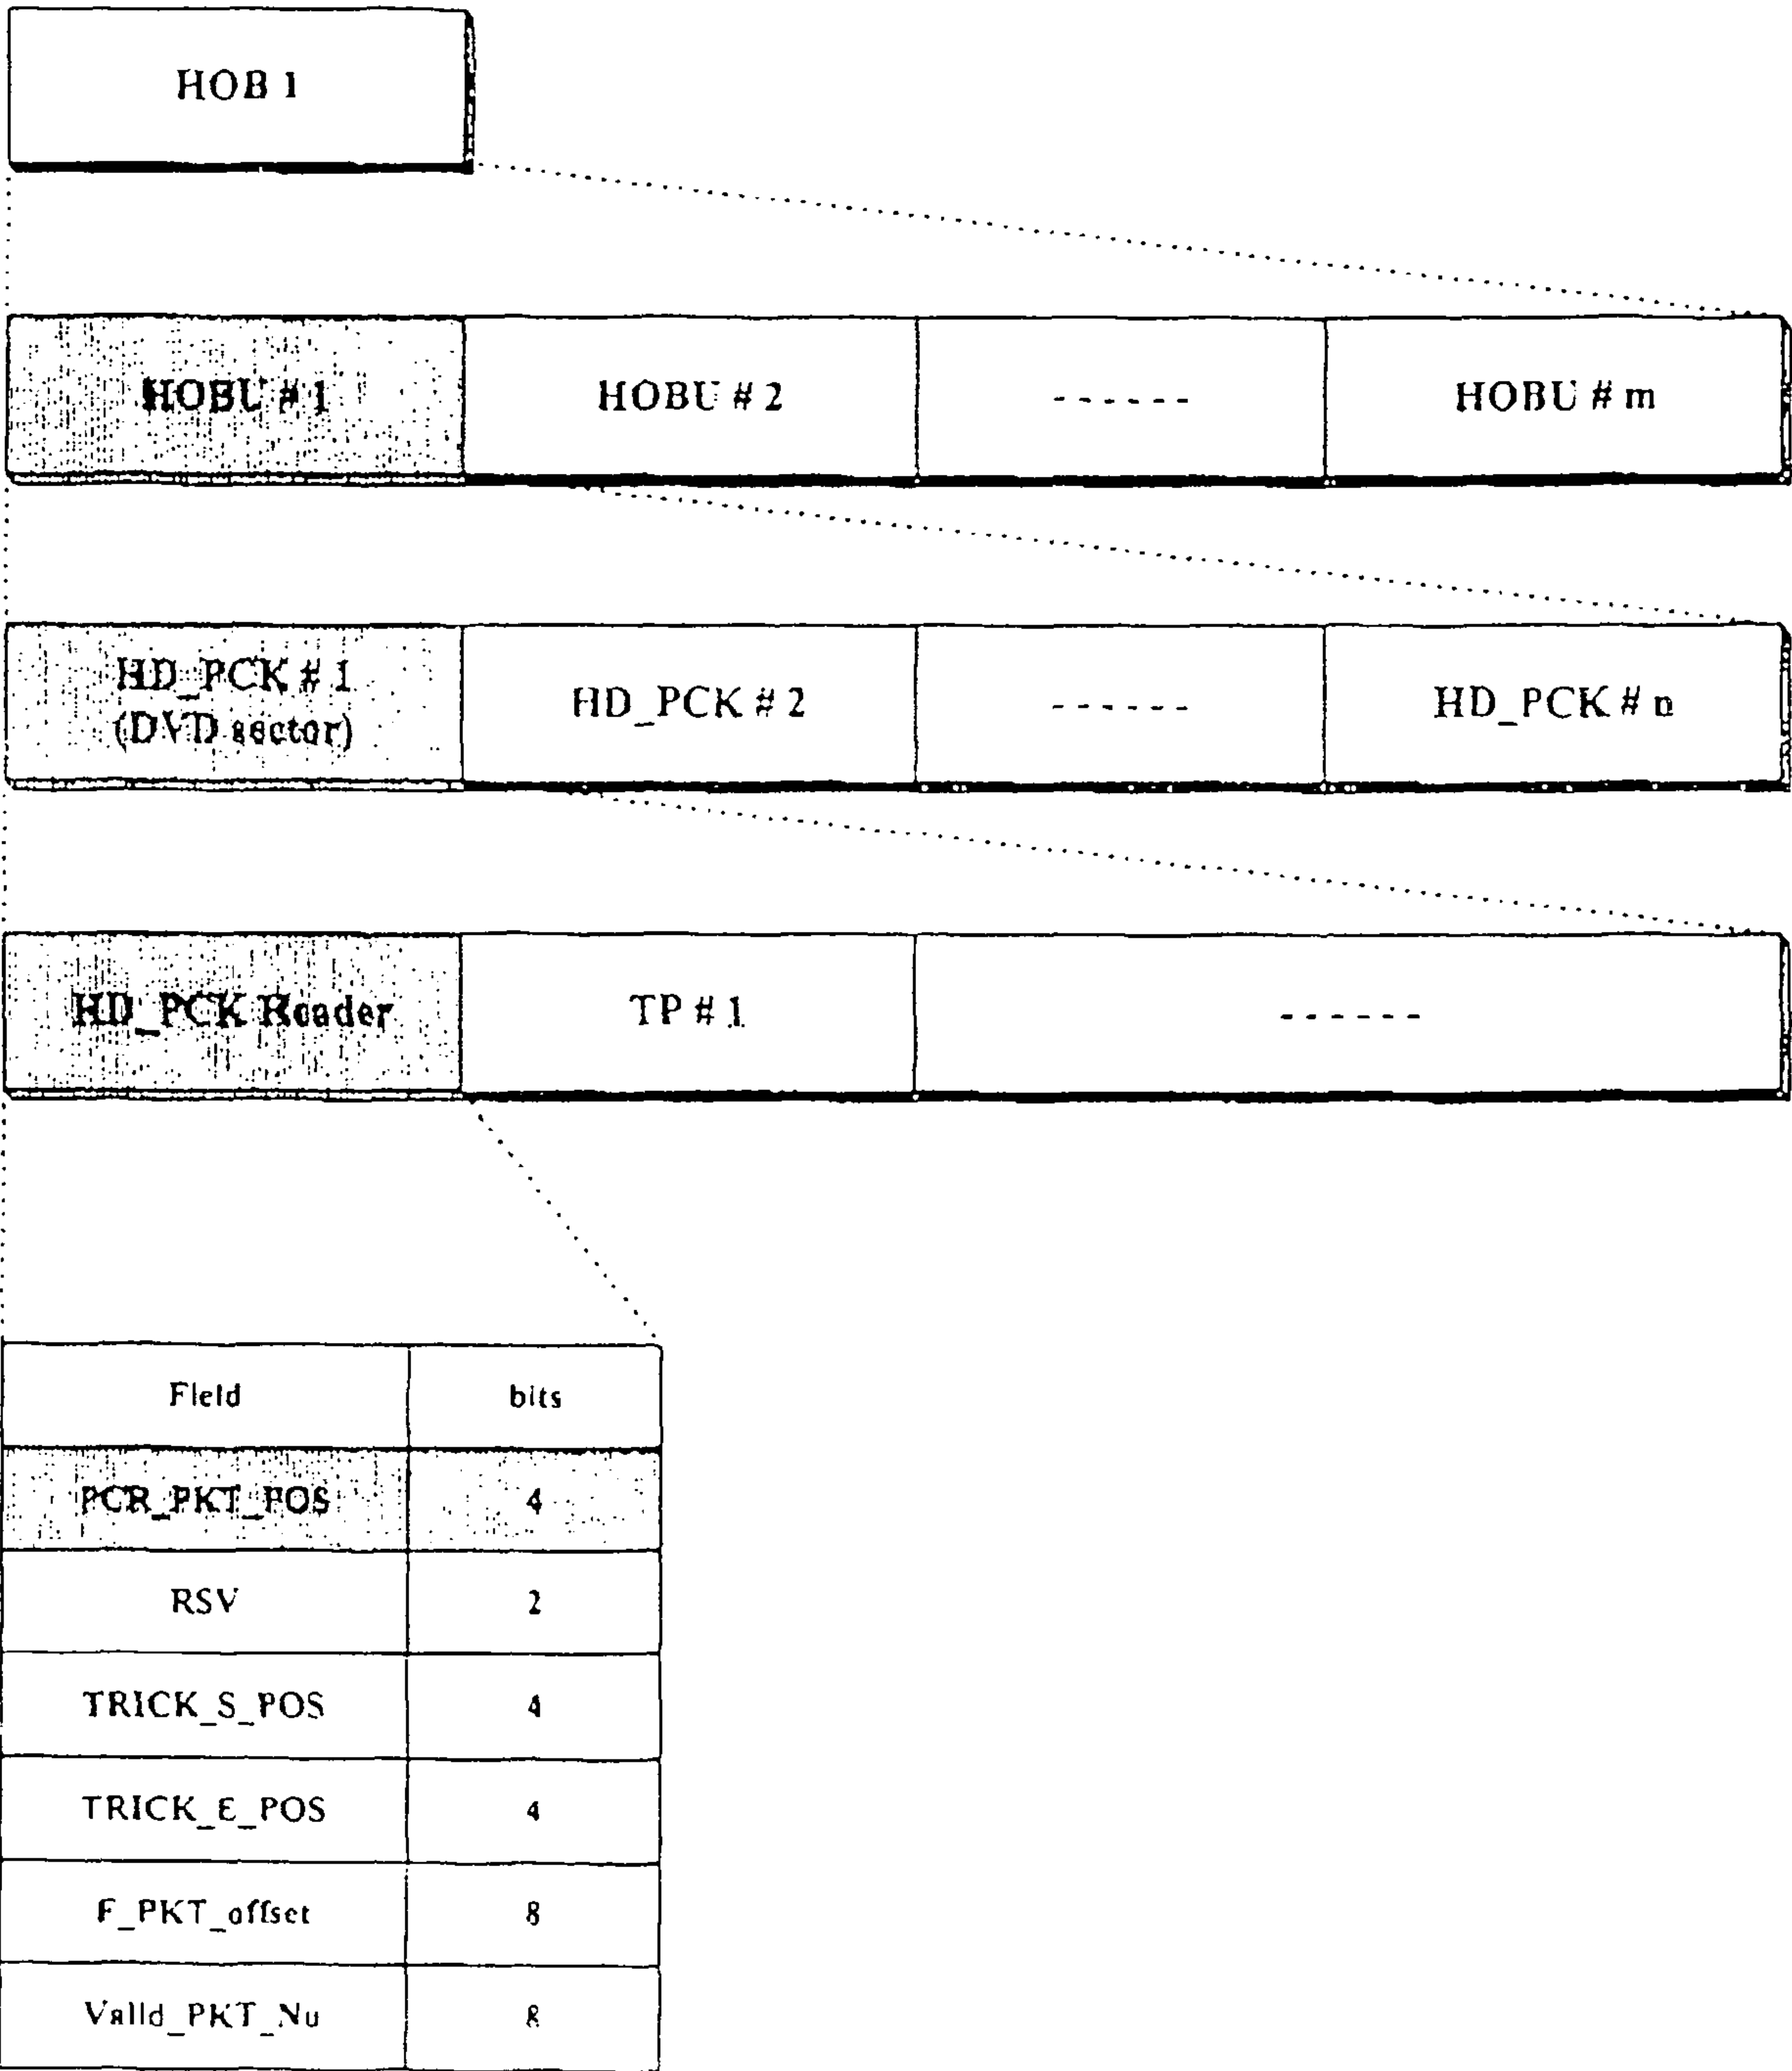 HOB 1
HOBU # 1
HOBU # 2
------
HOBU # m
HD_PCK # 1
(DVD sector)
HD_PCK # 2
------
HD_PCK # n
HD_PCK Header
TP # 1
------
Field
bits
PCR_PKT_POS
4
RSV
2
TRICK_S_POS
4
TRICK_E_POS
4
F_PKT_offset
8
Valid_PKT_Nu
8